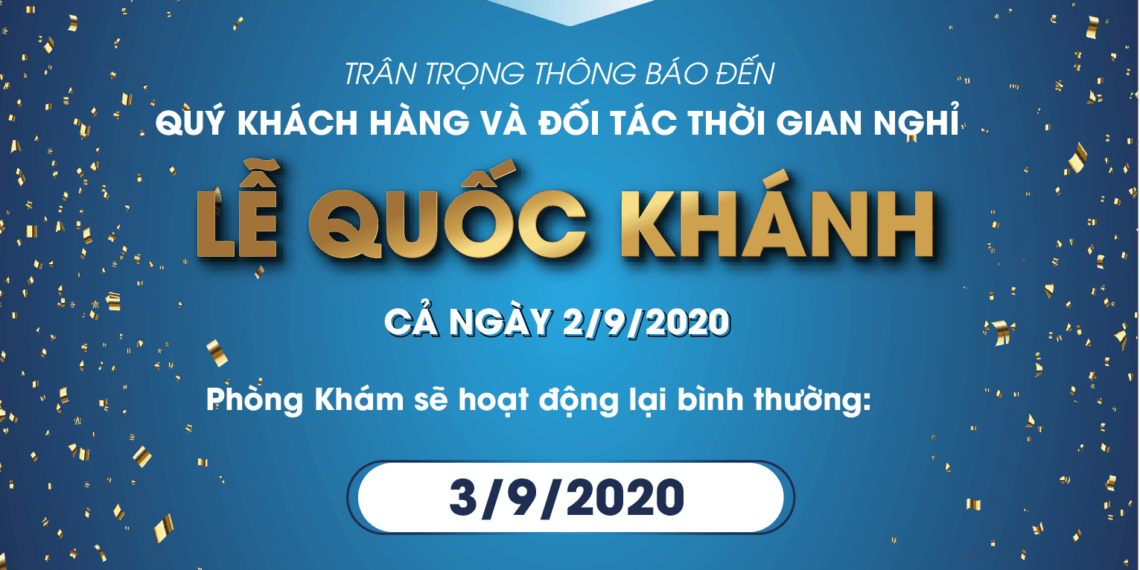 TRÂN TRỌNG THÔNG BÁO ĐẾN
QUÝ KHÁCH HÀNG VÀ ĐỐI TÁC THỜI GIAN NGHỈ
LỄ QUỐC KHÁNH
CẢ NGÀY 2/9/2020
Phòng Khám sẽ hoạt động lại bình thường:
3/9/2020